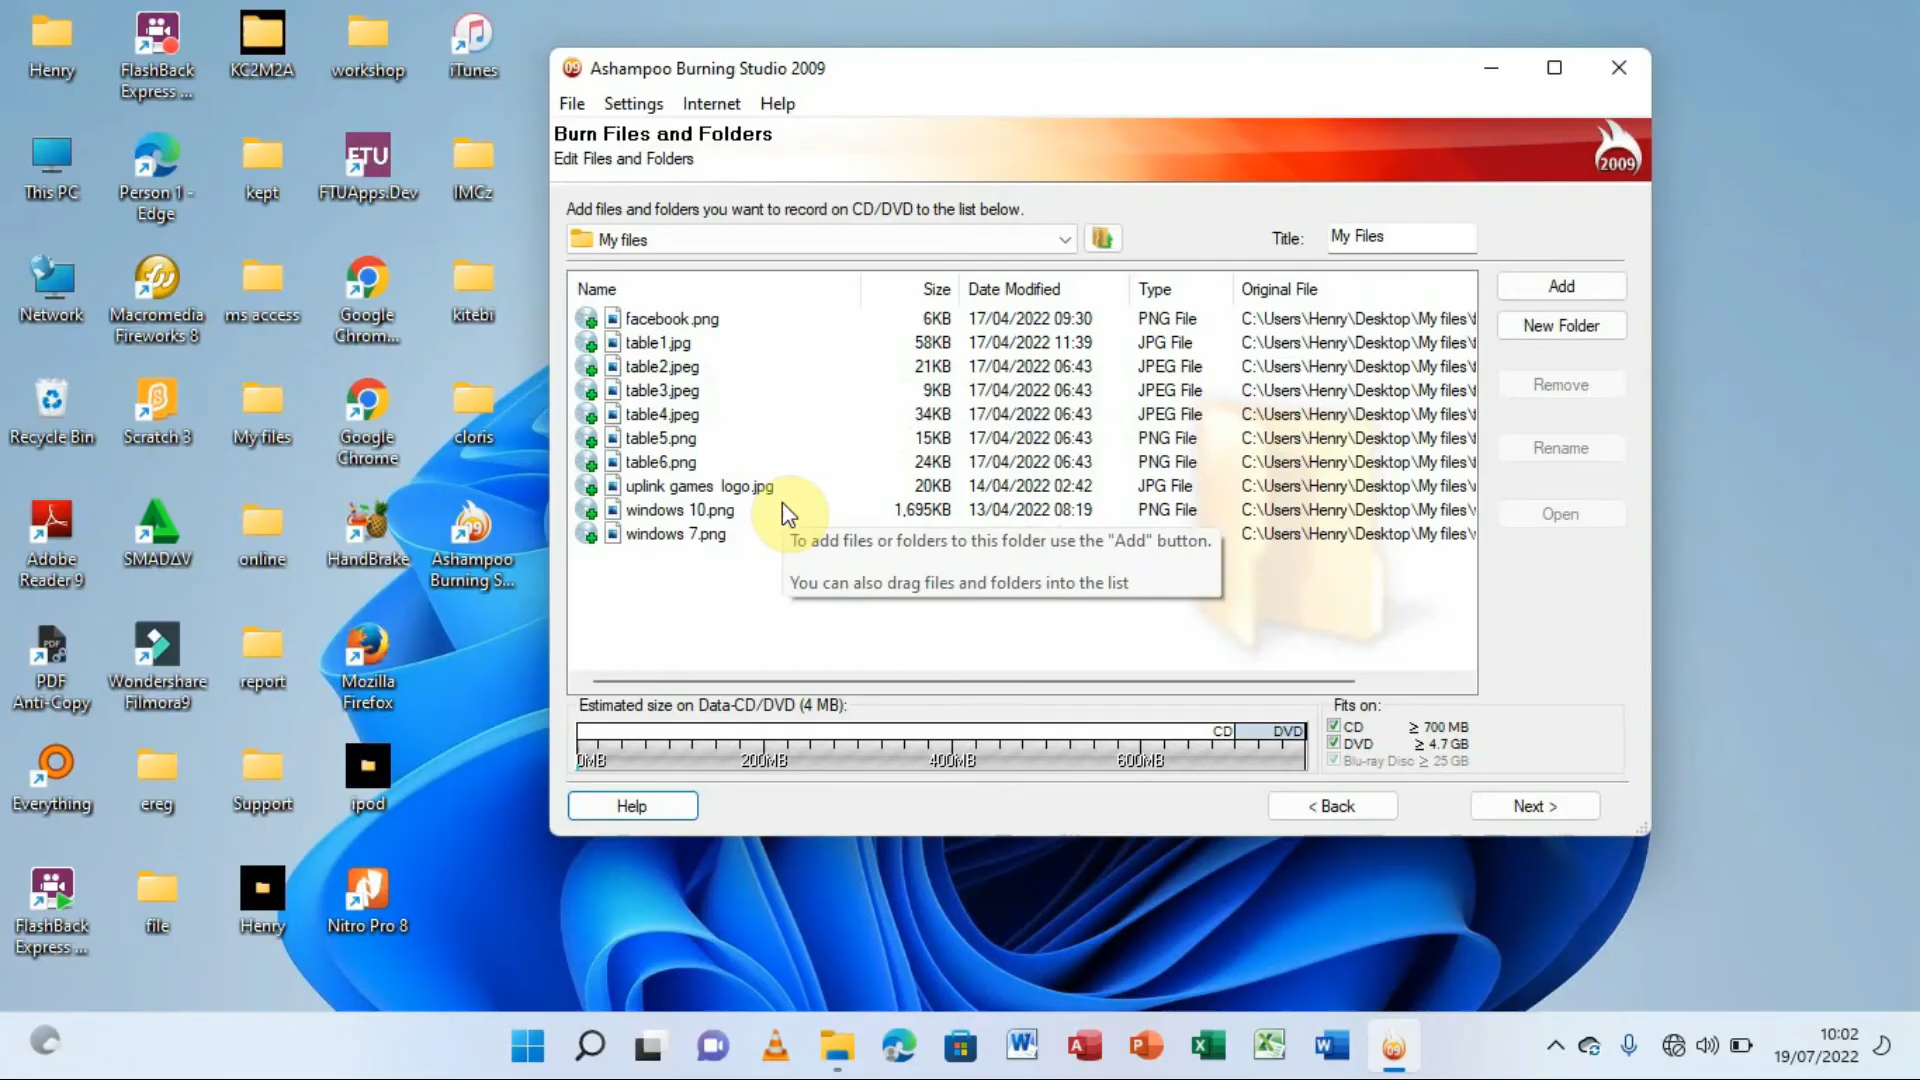 Henry
FlashBack
Express ...
KC2M2A
workshop
iTunes
This PC
Person 1 -
Edge
kept
FTU
FTUApps.Dev
IMCz
Network
Macromedia
Fireworks 8
ms access
Google
Chrom...
kitebi
Recycle Bin
Scratch 3
My files
Google
Chrome
cloris
Adobe
Reader 9
SMADΔV
online
HandBrake
Ashampoo
Burning S...
PDF
PDF
Anti-Copy
Wondershare
Filmora9
report
Mozilla
Firefox
Everything
ereg
Support
ipod
FlashBack
Express ...
file
Henry
Nitro Pro 8
09 Ashampoo Burning Studio 2009
File Settings Internet Help
Burn Files and Folders
Edit Files and Folders
2009
Add files and folders you want to record on CD/DVD to the list below.
My files
Title: My Files
Name Size Date Modified Type Original File
facebook.png 6KB 17/04/2022 09:30 PNG File C:\Users\Henry\Desktop\My files\f
table1.jpg 58KB 17/04/2022 11:39 JPG File C:\Users\Henry\Desktop\My files\t
table2.jpeg 21KB 17/04/2022 06:43 JPEG File C:\Users\Henry\Desktop\My files\t
table3.jpeg 9KB 17/04/2022 06:43 JPEG File C:\Users\Henry\Desktop\My files\t
table4.jpeg 34KB 17/04/2022 06:43 JPEG File C:\Users\Henry\Desktop\My files\t
table5.png 15KB 17/04/2022 06:43 PNG File C:\Users\Henry\Desktop\My files\t
table6.png 24KB 17/04/2022 06:43 PNG File C:\Users\Henry\Desktop\My files\t
uplink games logo.jpg 20KB 14/04/2022 02:42 JPG File C:\Users\Henry\Desktop\My files\
windows 10.png 1,695KB 13/04/2022 08:19 PNG File C:\Users\Henry\Desktop\My files\
windows 7.png C:\Users\Henry\Desktop\My files\
To add files or folders to this folder use the "Add" button.
You can also drag files and folders into the list
Add
New Folder
Remove
Rename
Open
Estimated size on Data-CD/DVD (4 MB):
CD DVD
0MB 200MB 400MB 600MB
Fits on:
CD ≥ 700 MB
DVD ≥ 4.7 GB
Blu-ray Disc ≥ 25 GB
Help
< Back
Next >
10:02
19/07/2022